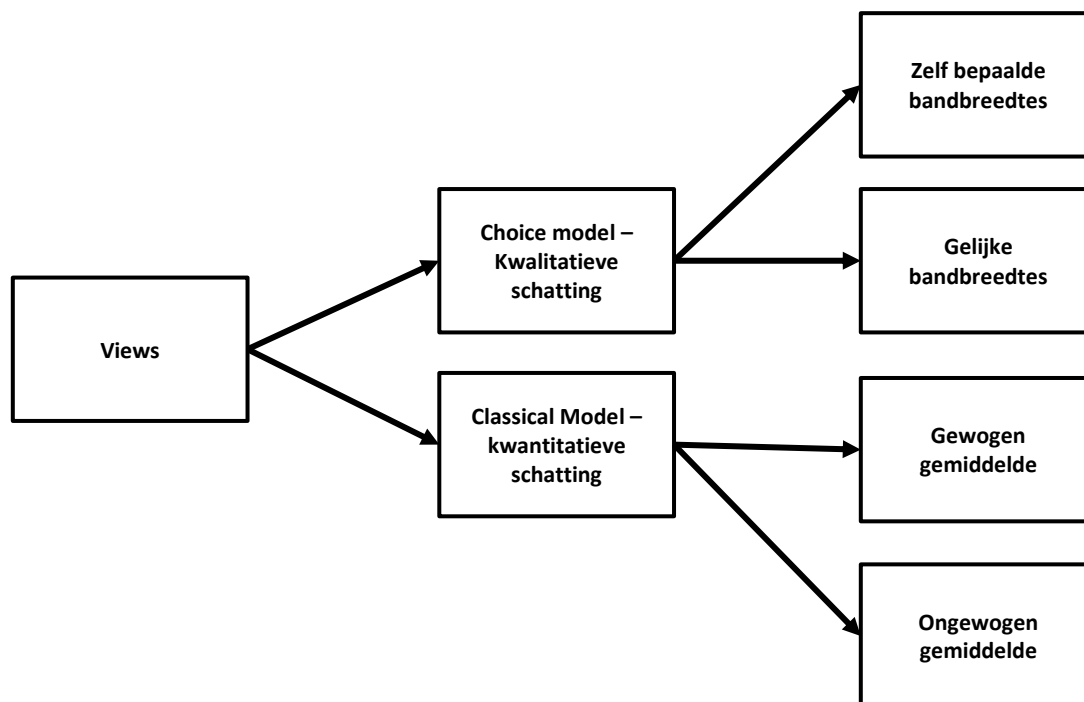 Zelf bepaalde
bandbreedtes
Choice model –
Kwalitatieve
schatting
Gelijke
bandbreedtes
Views
Classical Model –
kwantitatieve
schatting
Gewogen
gemiddelde
Ongewogen
gemiddelde